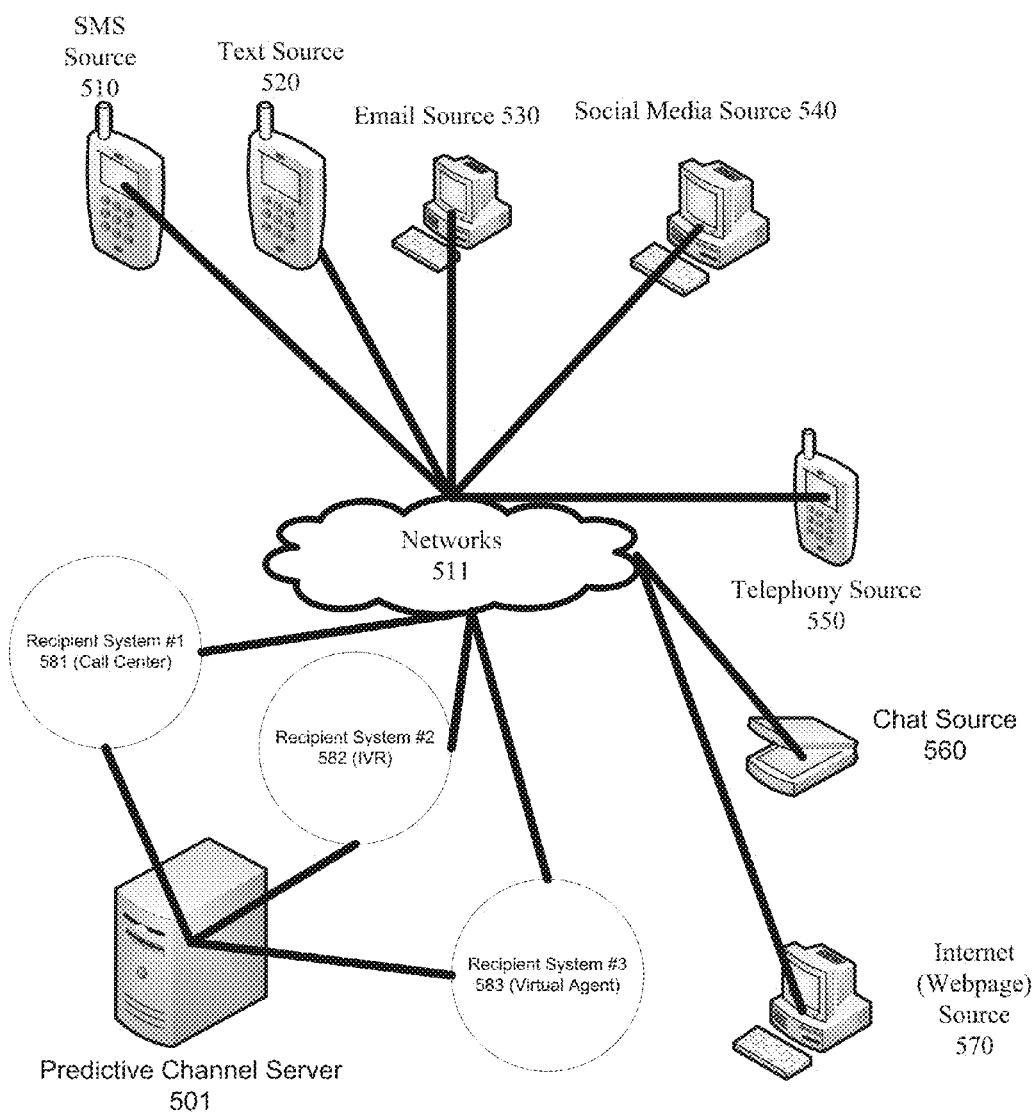 SMS
Source
510
Text Source
520
Email Source 530
Social Media Source 540
Networks
511
Telephony Source
550
Recipient System #1
581 (Call Center)
Recipient System #2
582 (IVR)
Chat Source
560
Recipient System #3
583 (Virtual Agent)
Internet
(Webpage)
Source
570
Predictive Channel Server
501